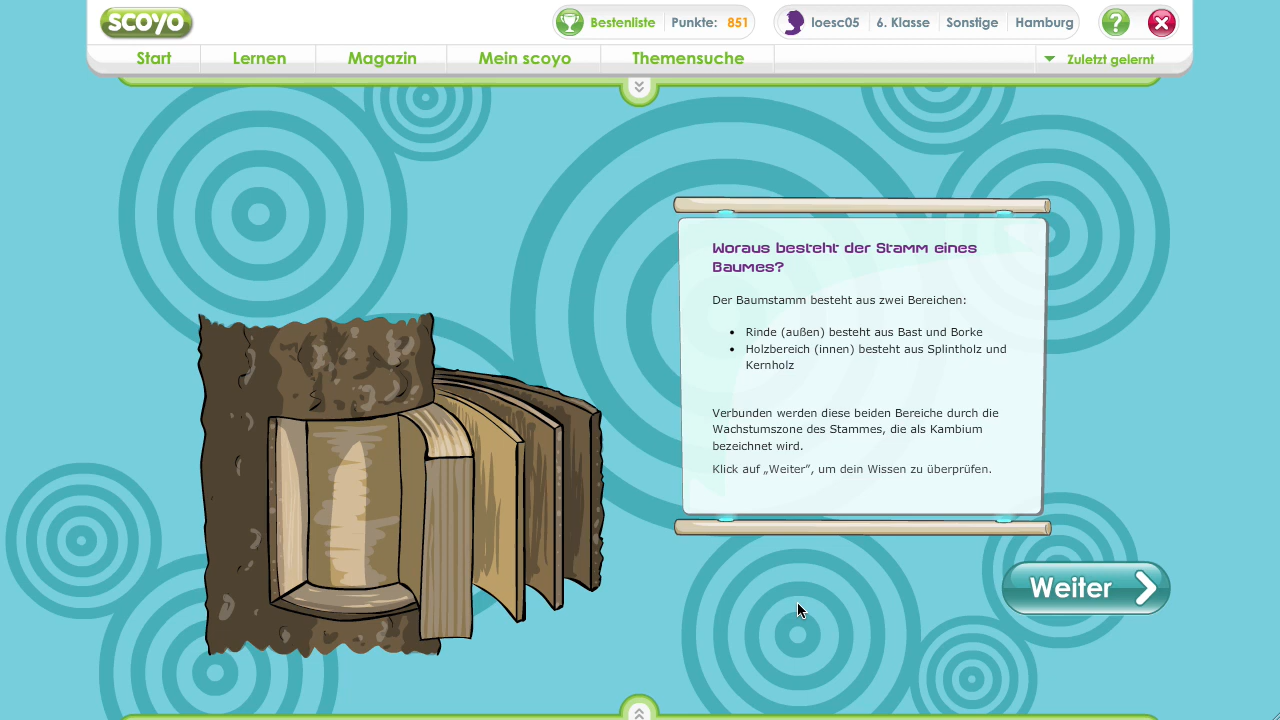 scoyo
Bestenliste Punkte: 851 loesc05 6. Klasse Sonstige Hamburg ?
Start Lernen Magazin Mein scoyo Themensuche Zuletzt gelernt
Woraus besteht der Stamm eines
Baumes?
Der Baumstamm besteht aus zwei Bereichen:
• Rinde (außen) besteht aus Bast und Borke
• Holzbereich (innen) besteht aus Splintholz und
Kernholz
Verbunden werden diese beiden Bereiche durch die
Wachstumszone des Stammes, die als Kambium
bezeichnet wird.
Klick auf „Weiter”, um dein Wissen zu überprüfen.
Weiter